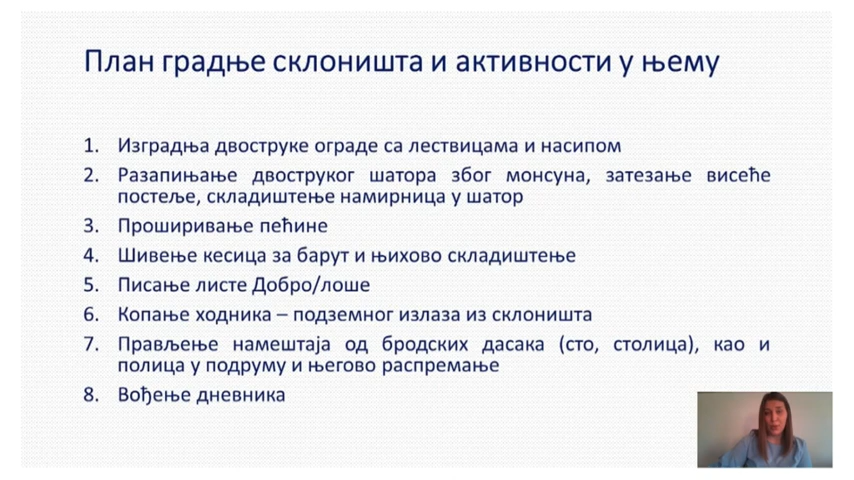 План градње склоништа и активности у њему
1. Изградња двоструке ограде са лествицама и насипом
2. Разапињање двоструког шатора због монсуна, затезање висеће
постеље, складиштење намирница у шатор
3. Проширивање пећине
4. Шивење кесица за барут и њихово складиштење
5. Писање листе Добро/лоше
6. Копање ходника – подземног излаза из склоништа
7. Прављење намештаја од бродских дасака (сто, столица), као и
полица у подруму и његово распремање
8. Вођење дневника